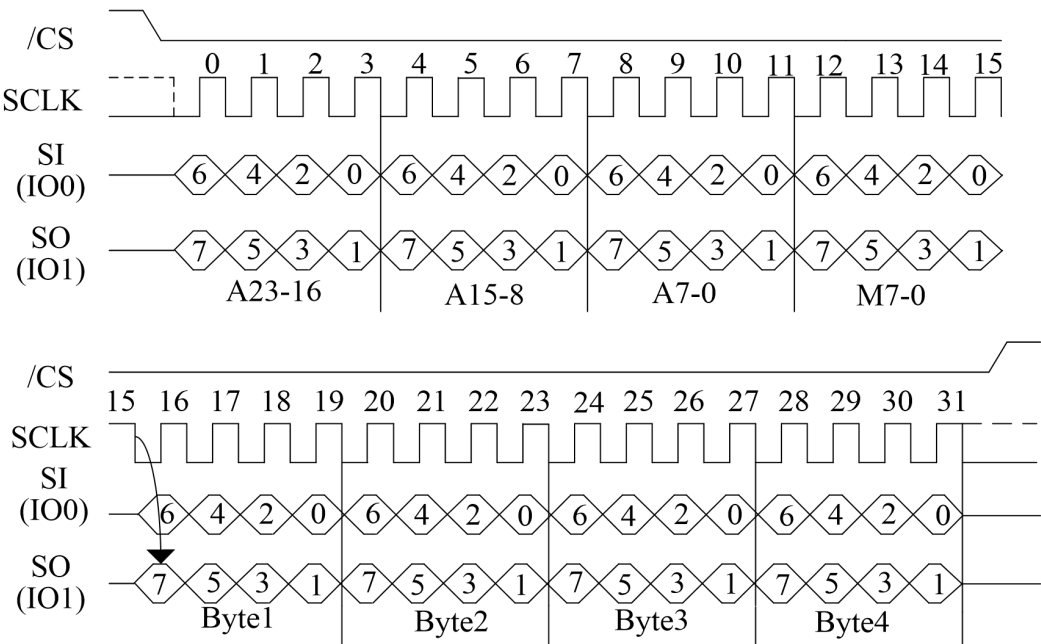 /CS
0 1 2 3 4 5 6 7 8 9 10 11 12 13 14 15
SCLK
SI
(IO0)
6 4 2 0 6 4 2 0 6 4 2 0 6 4 2 0
SO
(IO1)
7 5 3 1 7 5 3 1 7 5 3 1 7 5 3 1
A23-16 A15-8 A7-0 M7-0
/CS
15 16 17 18 19 20 21 22 23 24 25 26 27 28 29 30 31
SCLK
SI
(IO0)
6 4 2 0 6 4 2 0 6 4 2 0 6 4 2 0
SO
(IO1)
7 5 3 1 7 5 3 1 7 5 3 1 7 5 3 1
Byte1 Byte2 Byte3 Byte4